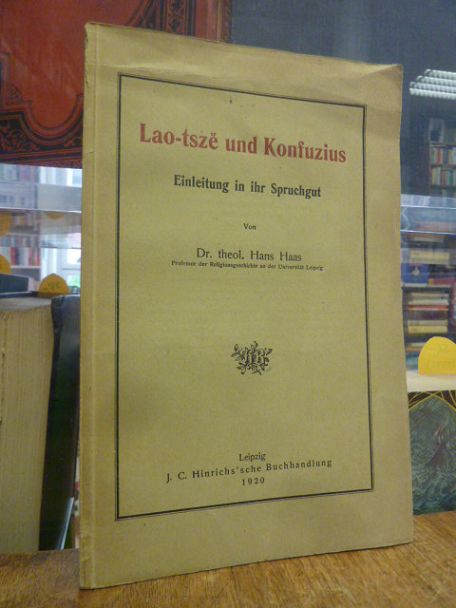 Lao-tszĕ und Konfuzius
Einleitung in ihr Spruchgut
Von
Dr. theol. Hans Haas
Professor der Religionsgeschichte an der Universität Leipzig
Leipzig
J. C. Hinrichs'sche Buchhandlung
1920